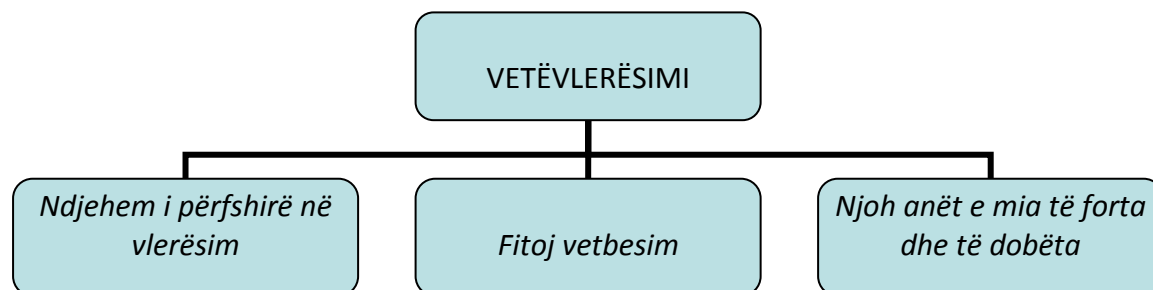 VETËVLERËSIMI
Ndjehem i përfshirë në
vlerësim
Fitoj vetbesim
Njoh anët e mia të forta
dhe të dobëta